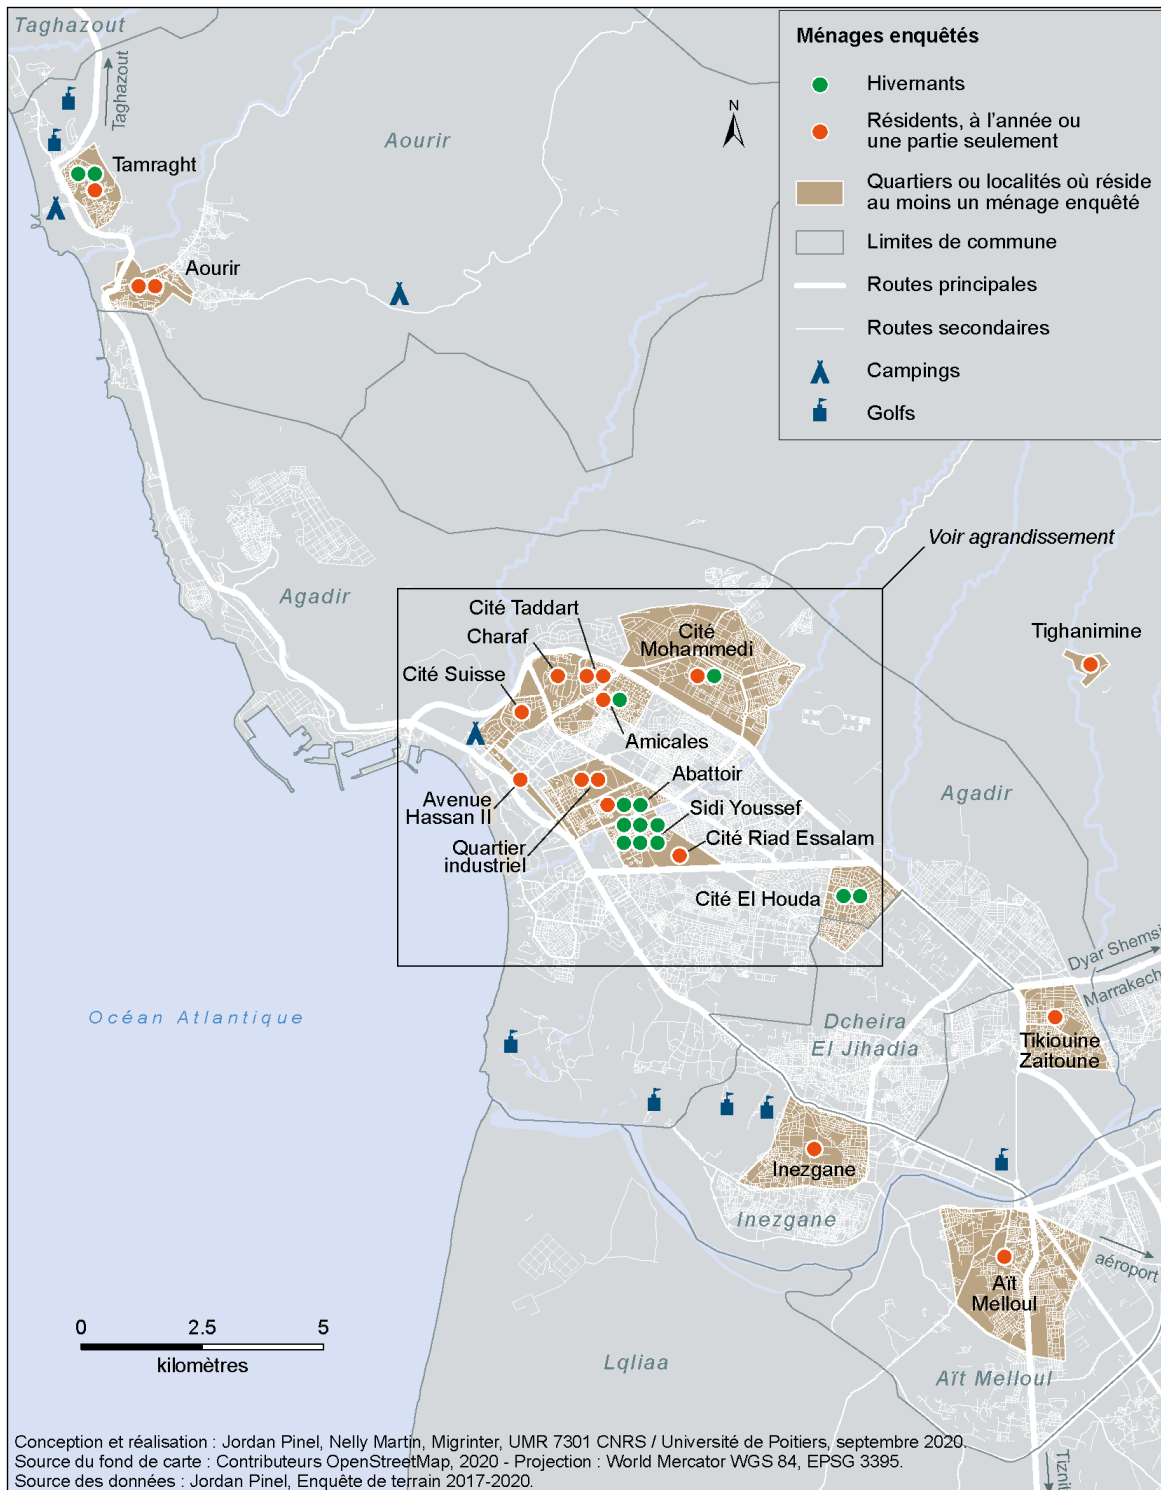 Taghazout
Taghazout
Aourir
N
Tamraght
Aourir
Ménages enquêtés
Hivernants
Résidents, à l'année ou
une partie seulement
Quartiers ou localités où réside
au moins un ménage enquêté
Limites de commune
Routes principales
Routes secondaires
Campings
Golfs
Voir agrandissement
Agadir
Cité Taddart
Charaf
Cité Suisse
Cité
Mohammedi
Tighanimine
Amicales
Abattoir
Agadir
Avenue
Hassan II
Sidi Youssef
Quartier
industriel
Cité Riad Essalam
Cité El Houda
Dyar Shemsi
Marrakech
Océan Atlantique
Dcheira
El Jihadia
Tikiouine
Zaitoune
Inezgane
Inezgane
aéroport
Aït
Melloul
0 2.5 5
kilomètres
Lqliaa
Aït Melloul
Tiznit
Conception et réalisation : Jordan Pinel, Nelly Martin, Migrinter, UMR 7301 CNRS / Université de Poitiers, septembre 2020.
Source du fond de carte : Contributeurs OpenStreetMap, 2020 - Projection : World Mercator WGS 84, EPSG 3395.
Source des données : Jordan Pinel, Enquête de terrain 2017-2020.